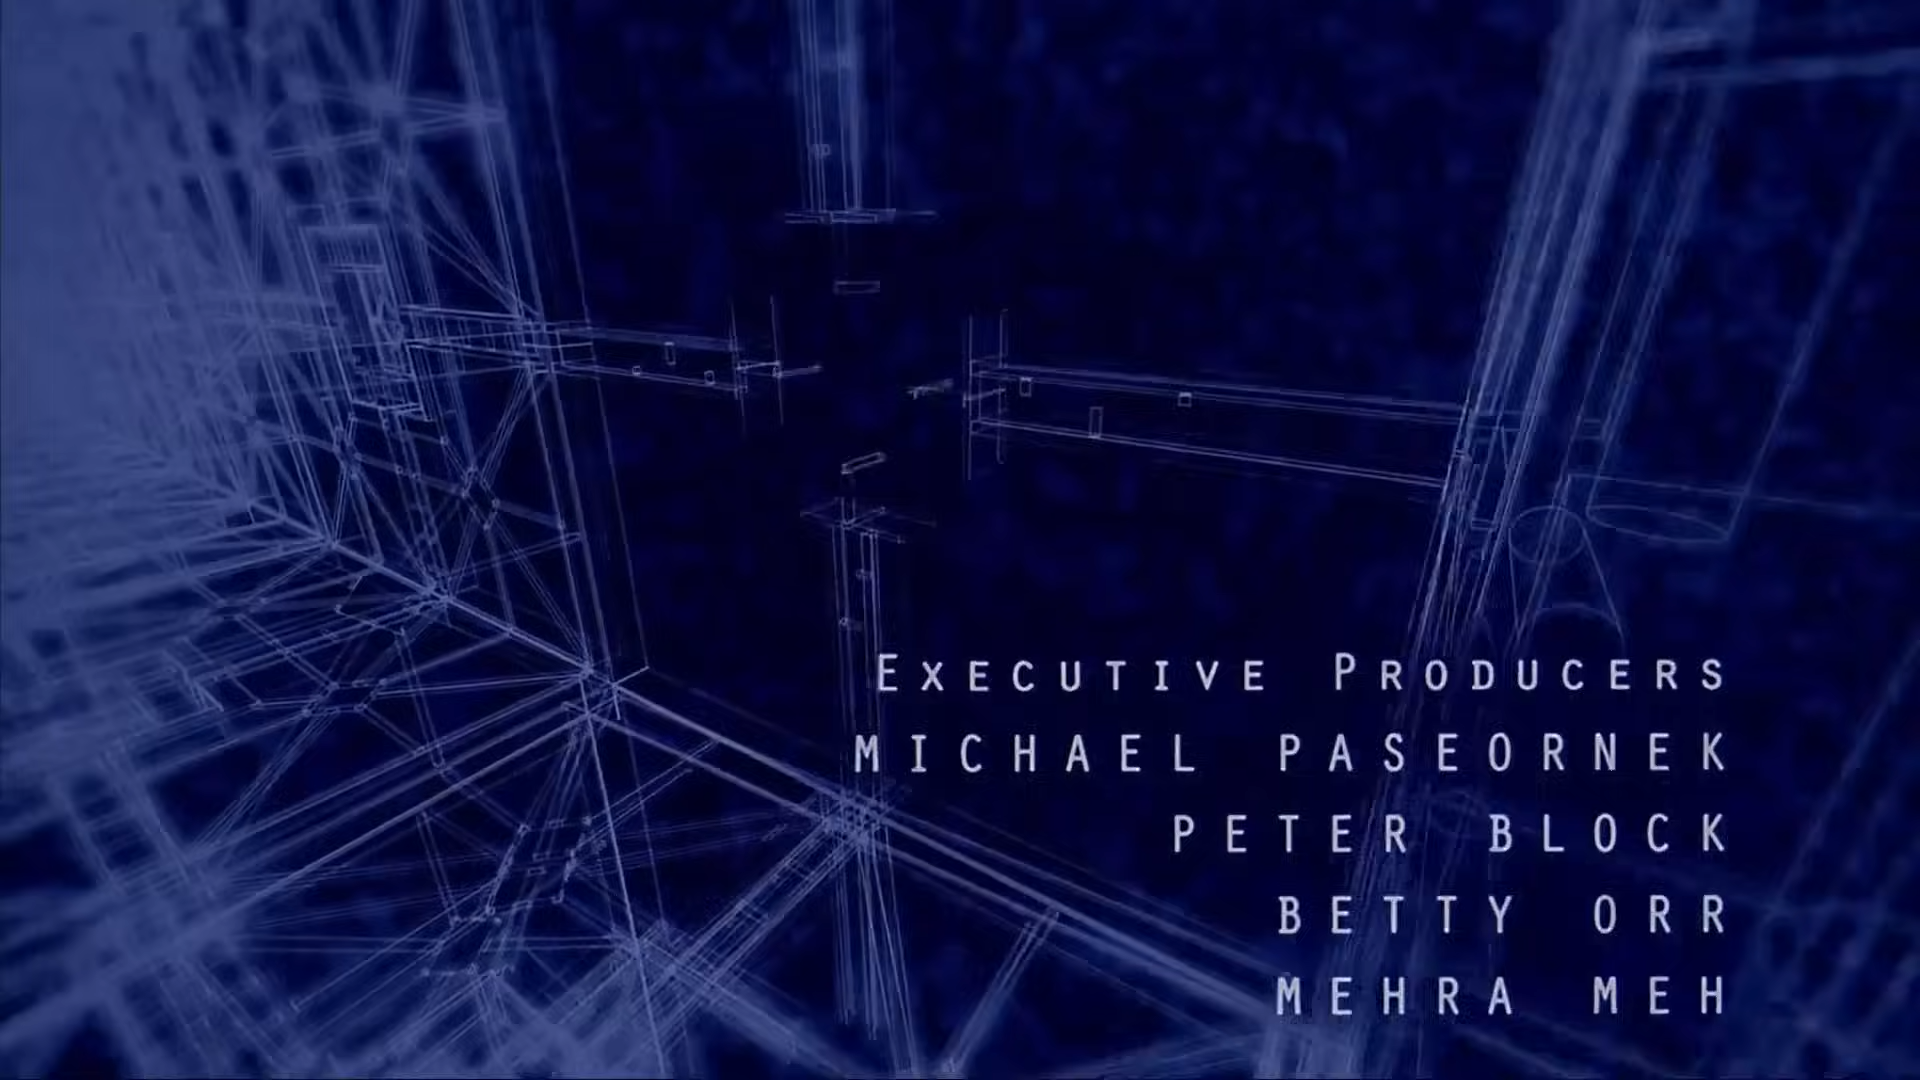 Executive Producers
MICHAEL PASEORNEK
PETER BLOCK
BETTY ORR
MEHRA MEH